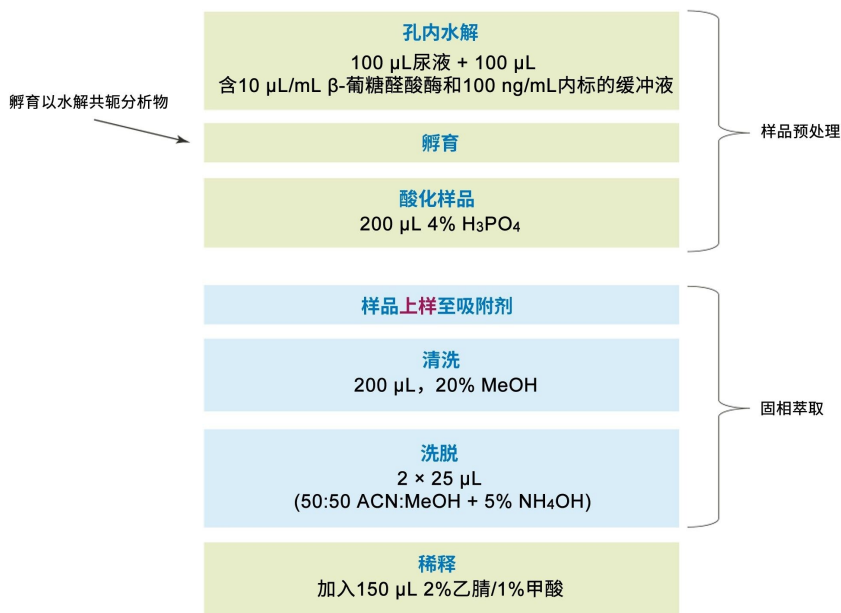 孔内水解
100 µL尿液 + 100 µL
含10 µL/mL β-葡糖醛酸酶和100 ng/mL内标的缓冲液
孵育以水解共轭分析物
孵育
样品预处理
酸化样品
200 µL 4% H₃PO₄
样品上样至吸附剂
清洗
200 µL，20% MeOH
固相萃取
洗脱
2 × 25 µL
(50:50 ACN:MeOH + 5% NH₄OH)
稀释
加入150 µL 2%乙腈/1%甲酸